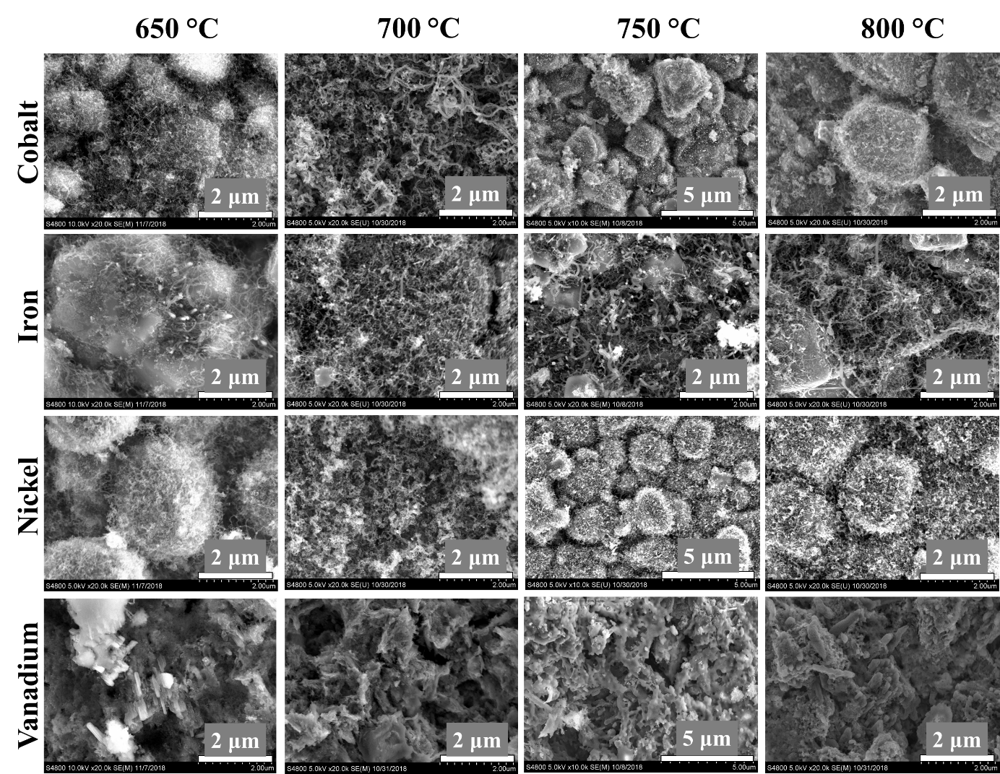 650 °C 700 °C 750 °C 800 °C
Cobalt
2 µm 2 µm 5 µm 2 µm
S4800 10.0kV x20.0k SE(M) 11/7/2018 2.00um S4800 5.0kV x20.0k SE(U) 10/30/2018 2.00um S4800 5.0kV x10.0k SE(M) 10/8/2018 5.00um S4800 5.0kV x20.0k SE(U) 10/30/2018 2.00um
Iron
2 µm 2 µm 2 µm 2 µm
S4800 10.0kV x20.0k SE(M) 11/7/2018 2.00um S4800 5.0kV x20.0k SE(U) 10/30/2018 2.00um S4800 5.0kV x20.0k SE(M) 10/8/2018 2.00um S4800 5.0kV x20.0k SE(U) 10/30/2018 2.00um
Nickel
2 µm 2 µm 5 µm 2 µm
S4800 5.0kV x20.0k SE(M) 11/7/2018 2.00um S4800 5.0kV x20.0k SE(U) 10/30/2018 2.00um S4800 5.0kV x10.0k SE(U) 10/30/2018 5.00um S4800 5.0kV x20.0k SE(U) 10/30/2018 2.00um
Vanadium
2 µm 2 µm 5 µm 2 µm
S4800 10.0kV x20.0k SE(M) 11/7/2018 2.00um S4800 5.0kV x20.0k SE(M) 10/31/2018 2.00um S4800 5.0kV x10.0k SE(M) 10/8/2018 5.00um S4800 5.0kV x20.0k SE(M) 10/31/2018 2.00um